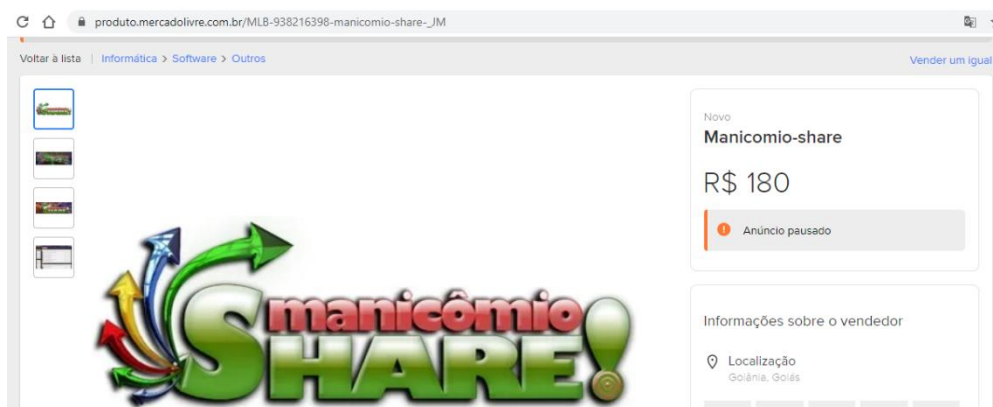 produto.mercadolivre.com.br/MLB-938216398-manicomio-share-_JM
Voltar à lista | Informática > Software > Outros
Vender um igual
Novo
Manicomio-share
R$ 180
Anúncio pausado
manicômio
SHARE!
Informações sobre o vendedor
Localização
Goiânia, Goiás